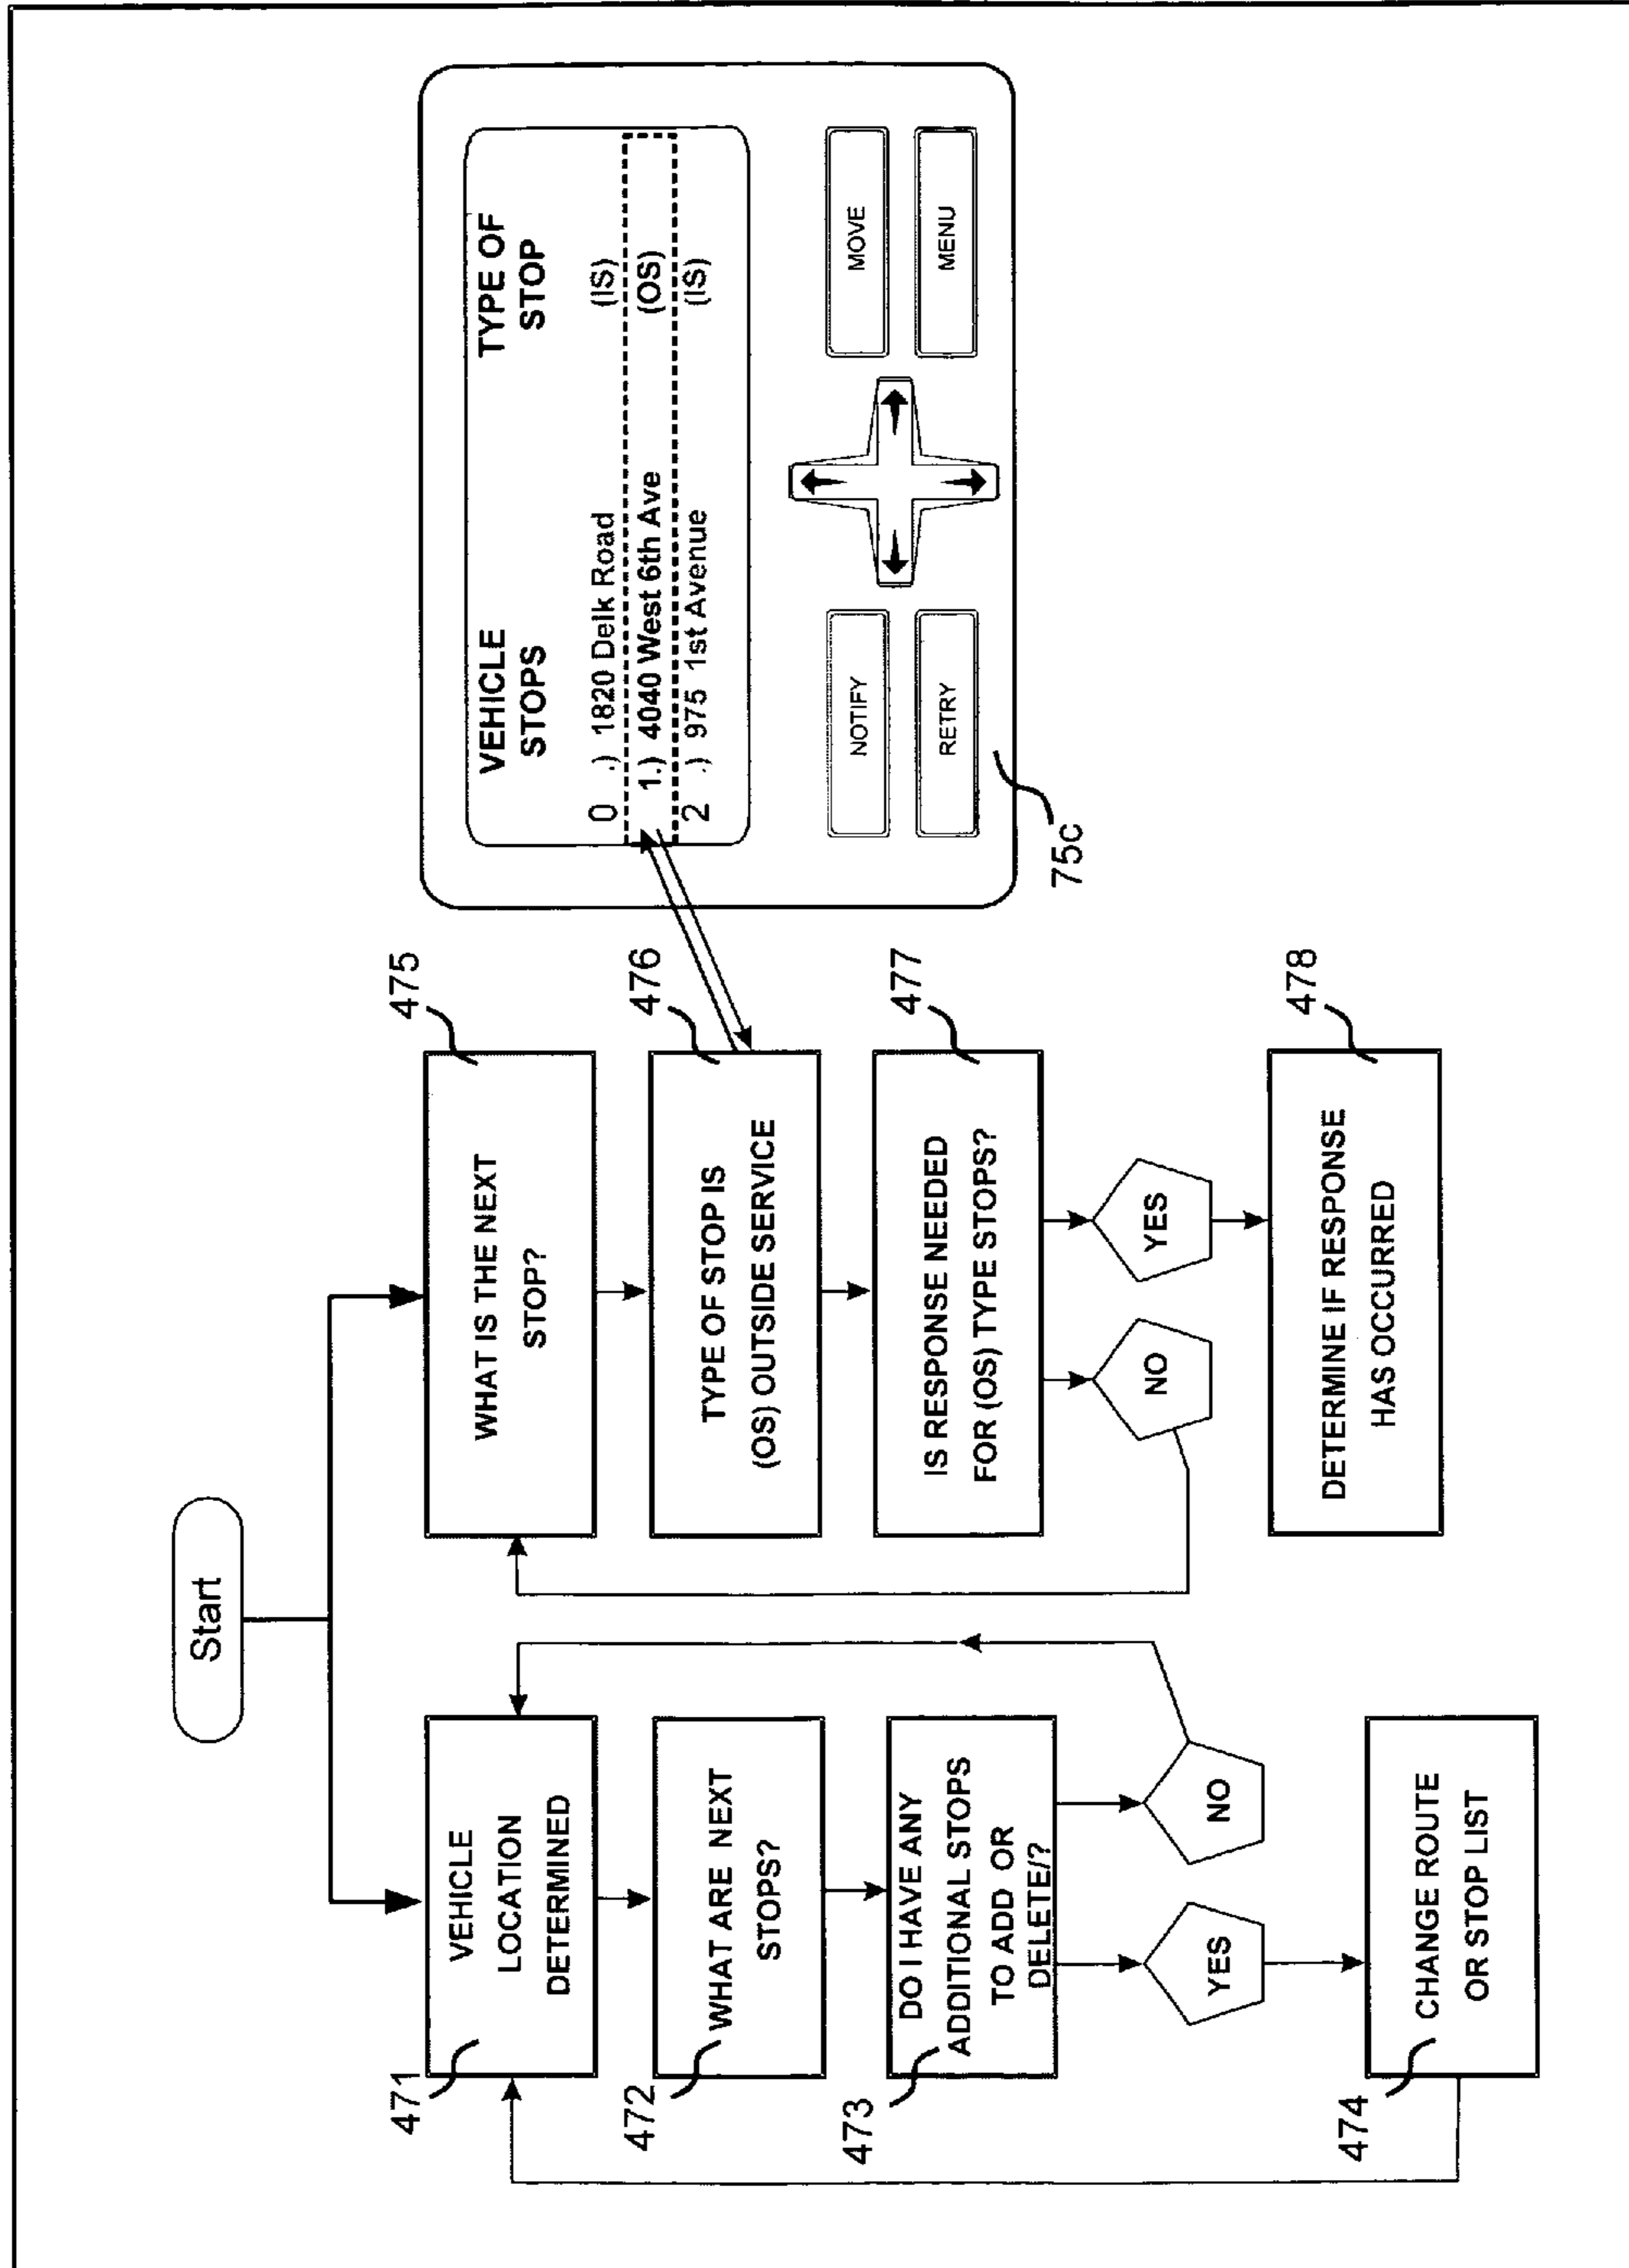 Start
471
VEHICLE
LOCATION
DETERMINED
472
WHAT ARE NEXT
STOPS?
473
DO I HAVE ANY
ADDITIONAL STOPS
TO ADD OR
DELETE/?
YES
NO
474
CHANGE ROUTE
OR STOP LIST
475
WHAT IS THE NEXT
STOP?
476
TYPE OF STOP IS
(OS) OUTSIDE SERVICE
477
IS RESPONSE NEEDED
FOR (OS) TYPE STOPS?
NO
YES
478
DETERMINE IF RESPONSE
HAS OCCURRED
VEHICLE
STOPS
TYPE OF
STOP
0 .) 1820 Delk Road (IS)
1.) 4040 West 6th Ave (OS)
2 .) 975 1st Avenue (IS)
NOTIFY
MOVE
RETRY
MENU
75c